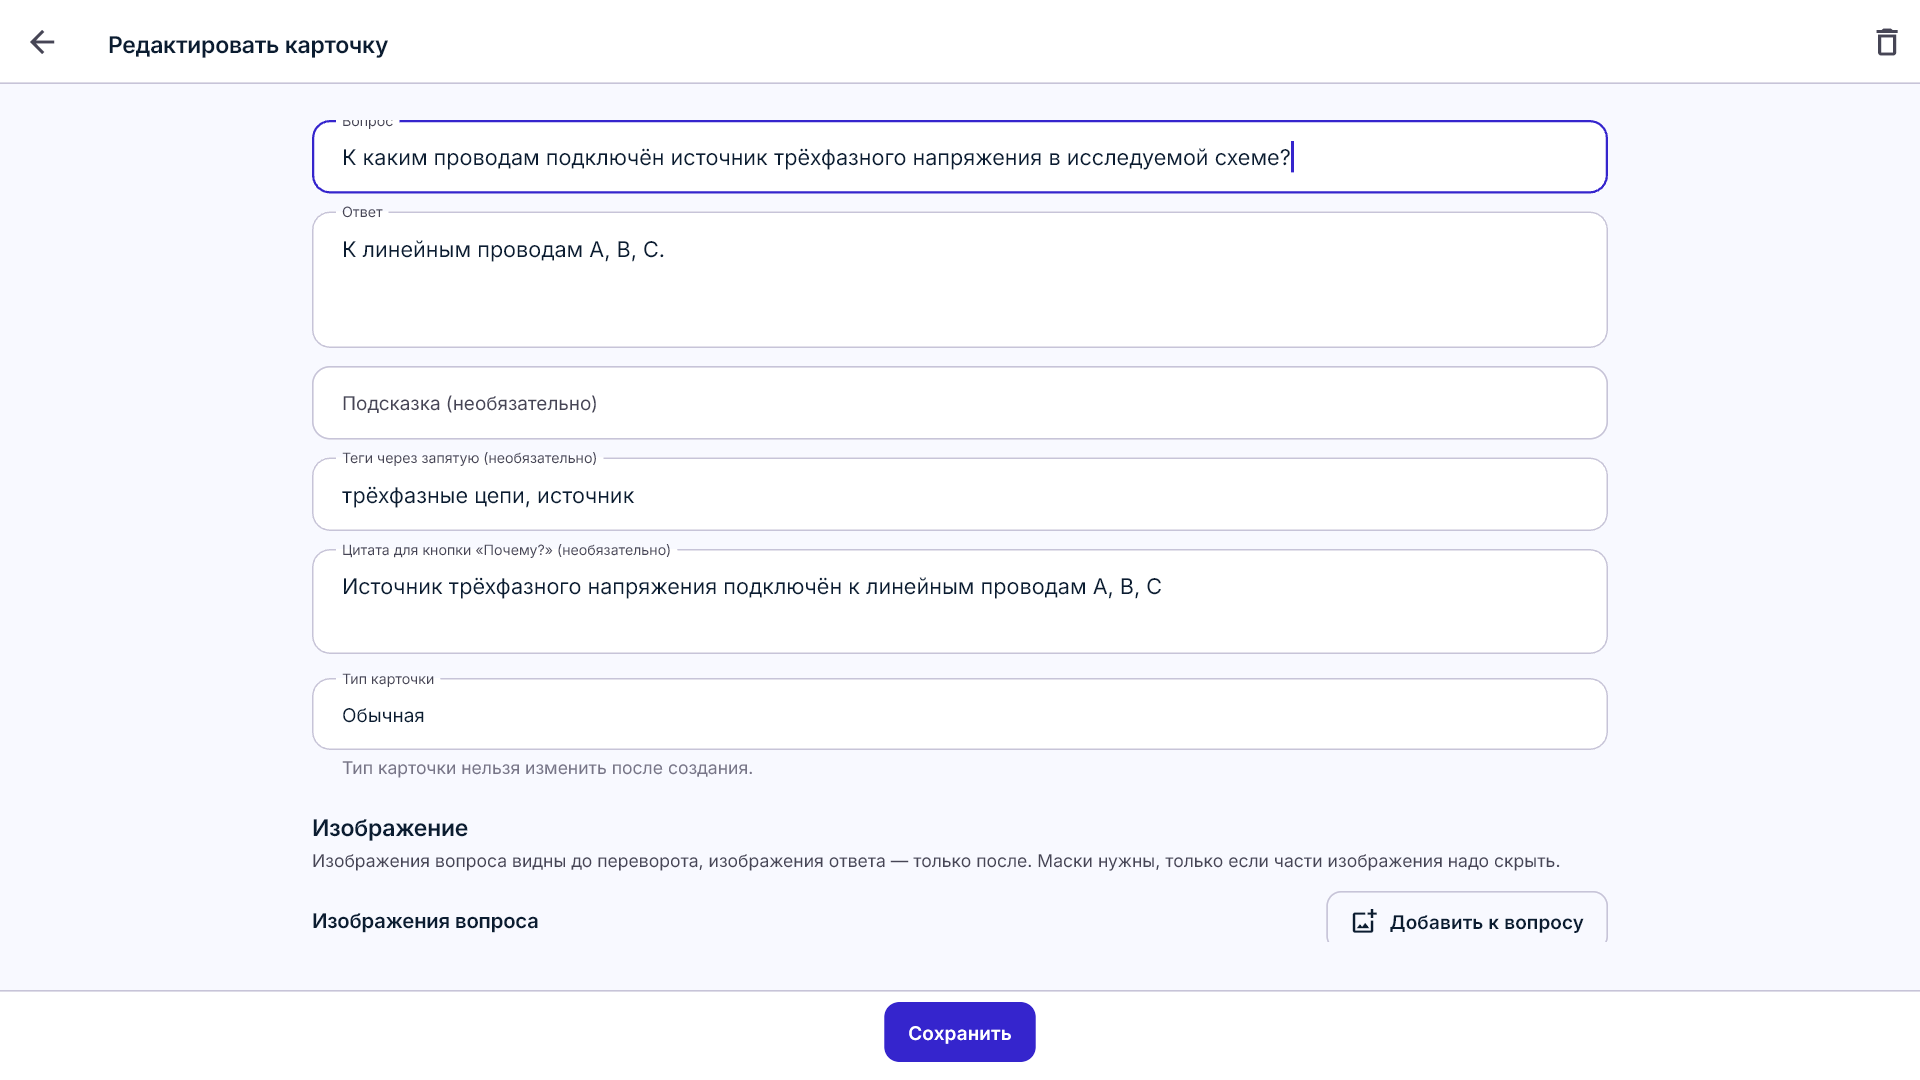 Редактировать карточку
Вопрос
К каким проводам подключён источник трёхфазного напряжения в исследуемой схеме?
Ответ
К линейным проводам A, B, C.
Подсказка (необязательно)
Теги через запятую (необязательно)
трёхфазные цепи, источник
Цитата для кнопки «Почему?» (необязательно)
Источник трёхфазного напряжения подключён к линейным проводам A, B, C
Тип карточки
Обычная
Тип карточки нельзя изменить после создания.
Изображение
Изображения вопроса видны до переворота, изображения ответа — только после. Маски нужны, только если части изображения надо скрыть.
Изображения вопроса
Добавить к вопросу
Сохранить